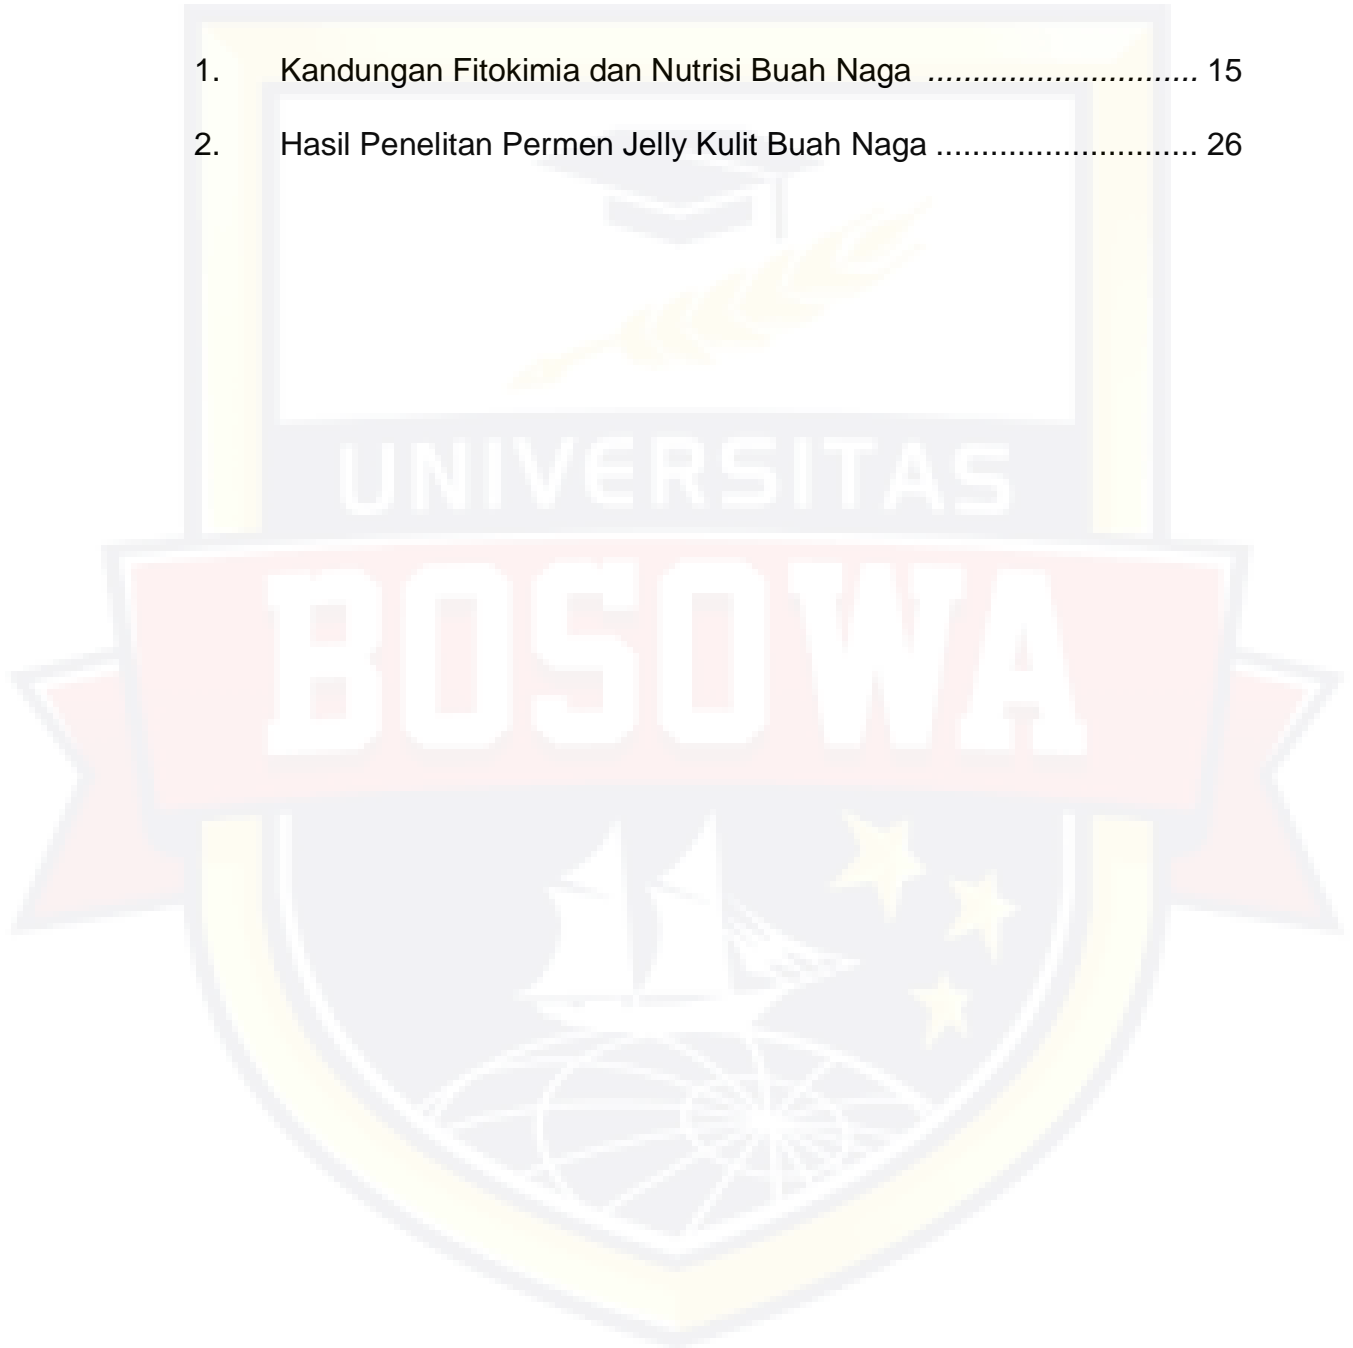 1. Kandungan Fitokimia dan Nutrisi Buah Naga .............................. 15
2. Hasil Penelitan Permen Jelly Kulit Buah Naga ............................. 26
UNIVERSITAS
BOSOWA